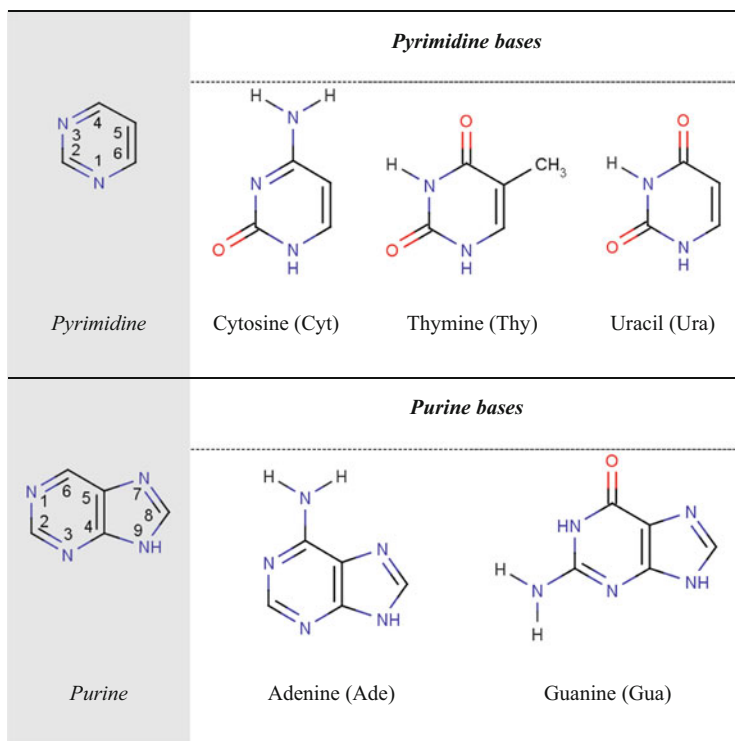 Pyrimidine bases
H H
N
4
N 3 5
2 1 6
N
N
O N
H
O
H N CH3
O N
H
O
H N
O N
H
Pyrimidine Cytosine (Cyt) Thymine (Thy) Uracil (Ura)
Purine bases
N 1 6 5 N 7
2 3 4 8
N 9 NH
H H
N
N N
N NH
O
HN N
H N N NH
H
Purine Adenine (Ade) Guanine (Gua)